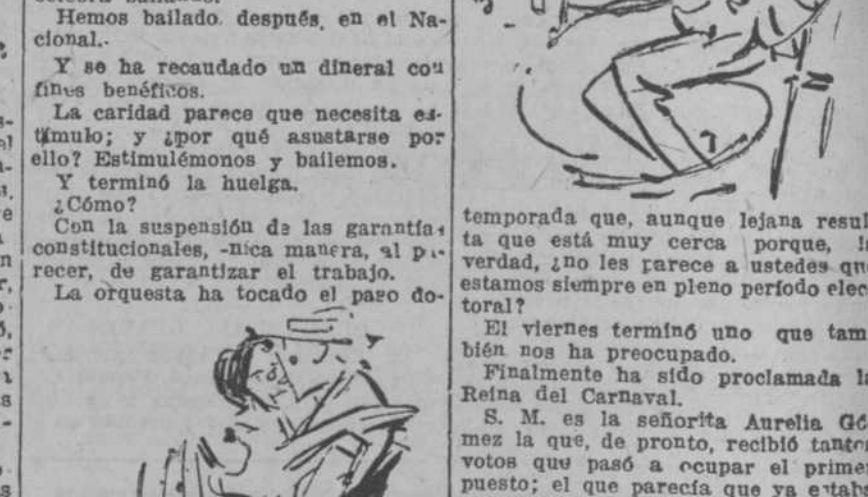 Hemos bailado, después, en el Na-
cional.
Y se ha recaudado un dineral con
fines benéficos.
La caridad parece que necesita es-
tímulo; y ¿por qué asustarse por
ello? Estimulémonos y bailemos.
Y terminó la huelga.
¿Cómo?
Con la suspensión de las garantías
constitucionales, -nica manera, al pa-
recer, de garantizar el trabajo.
La orquesta ha tocado el paso do-
temporada que, aunque lejana resul
ta que está muy cerca porque, la
verdad, ¿no les parece a ustedes que
estamos siempre en pleno período elec
toral?
El viernes terminó uno que tam
bién nos ha preocupado.
Finalmente ha sido proclamada la
Reina del Carnaval.
S. M. es la señorita Aurelia Gó
mez la que, de pronto, recibió tantos
votos que pasó a ocupar el primer
puesto; el que parecía que ya estaba